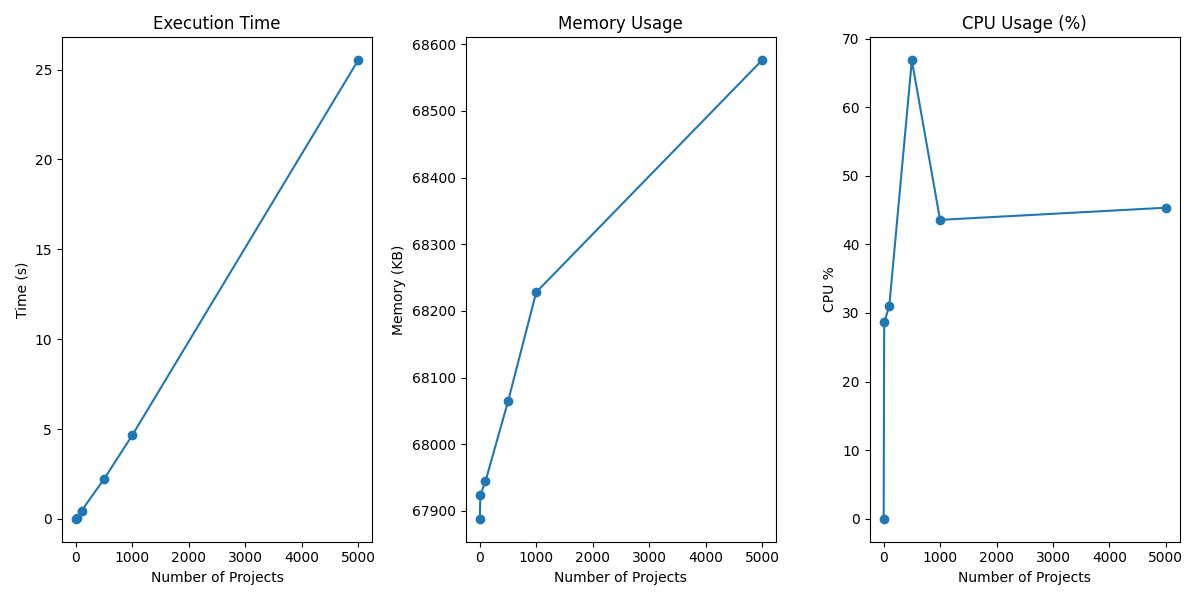 Execution Time
Time (s)
25
20
15
10
5
0
0 1000 2000 3000 4000 5000
Number of Projects
Memory Usage
Memory (KB)
68600
68500
68400
68300
68200
68100
68000
67900
0 1000 2000 3000 4000 5000
Number of Projects
CPU Usage (%)
CPU %
70
60
50
40
30
20
10
0
0 1000 2000 3000 4000 5000
Number of Projects